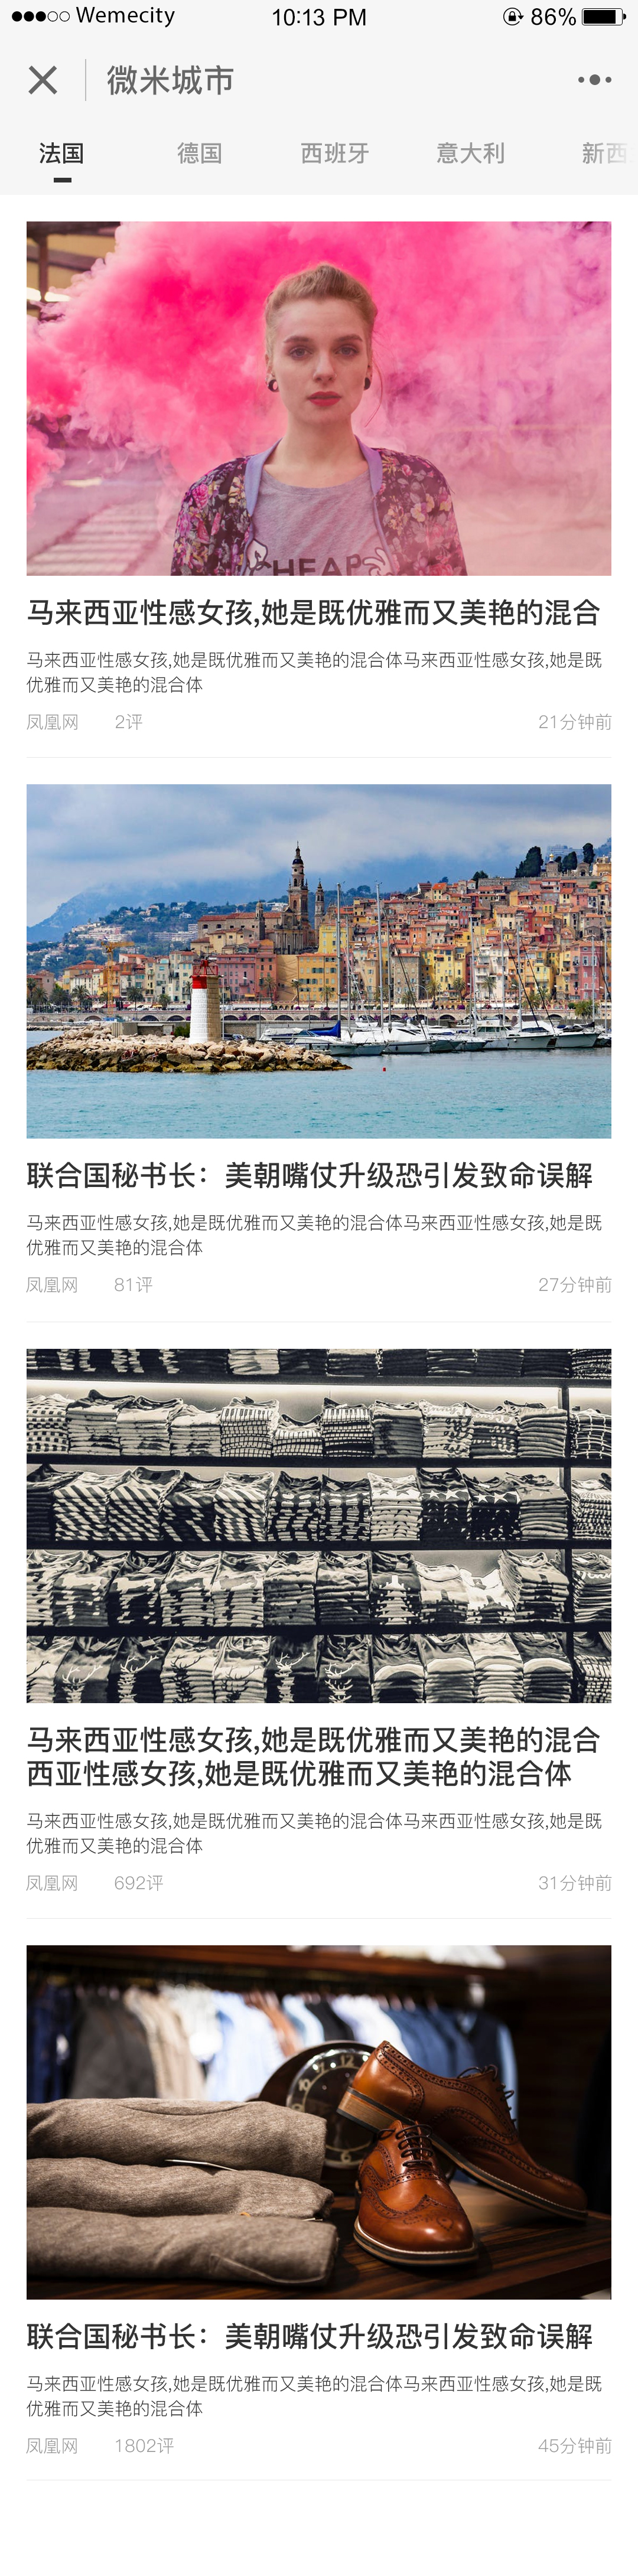 Wemecity 10:13 PM 86%
微米城市
法国 德国 西班牙 意大利 新西
CHEAP
马来西亚性感女孩,她是既优雅而又美艳的混合
马来西亚性感女孩,她是既优雅而又美艳的混合体马来西亚性感女孩,她是既
优雅而又美艳的混合体
凤凰网 2评 21分钟前
联合国秘书长：美朝嘴仗升级恐引发致命误解
马来西亚性感女孩,她是既优雅而又美艳的混合体马来西亚性感女孩,她是既
优雅而又美艳的混合体
凤凰网 81评 27分钟前
马来西亚性感女孩,她是既优雅而又美艳的混合
西亚性感女孩,她是既优雅而又美艳的混合体
马来西亚性感女孩,她是既优雅而又美艳的混合体马来西亚性感女孩,她是既
优雅而又美艳的混合体
凤凰网 692评 31分钟前
联合国秘书长：美朝嘴仗升级恐引发致命误解
马来西亚性感女孩,她是既优雅而又美艳的混合体马来西亚性感女孩,她是既
优雅而又美艳的混合体
凤凰网 1802评 45分钟前